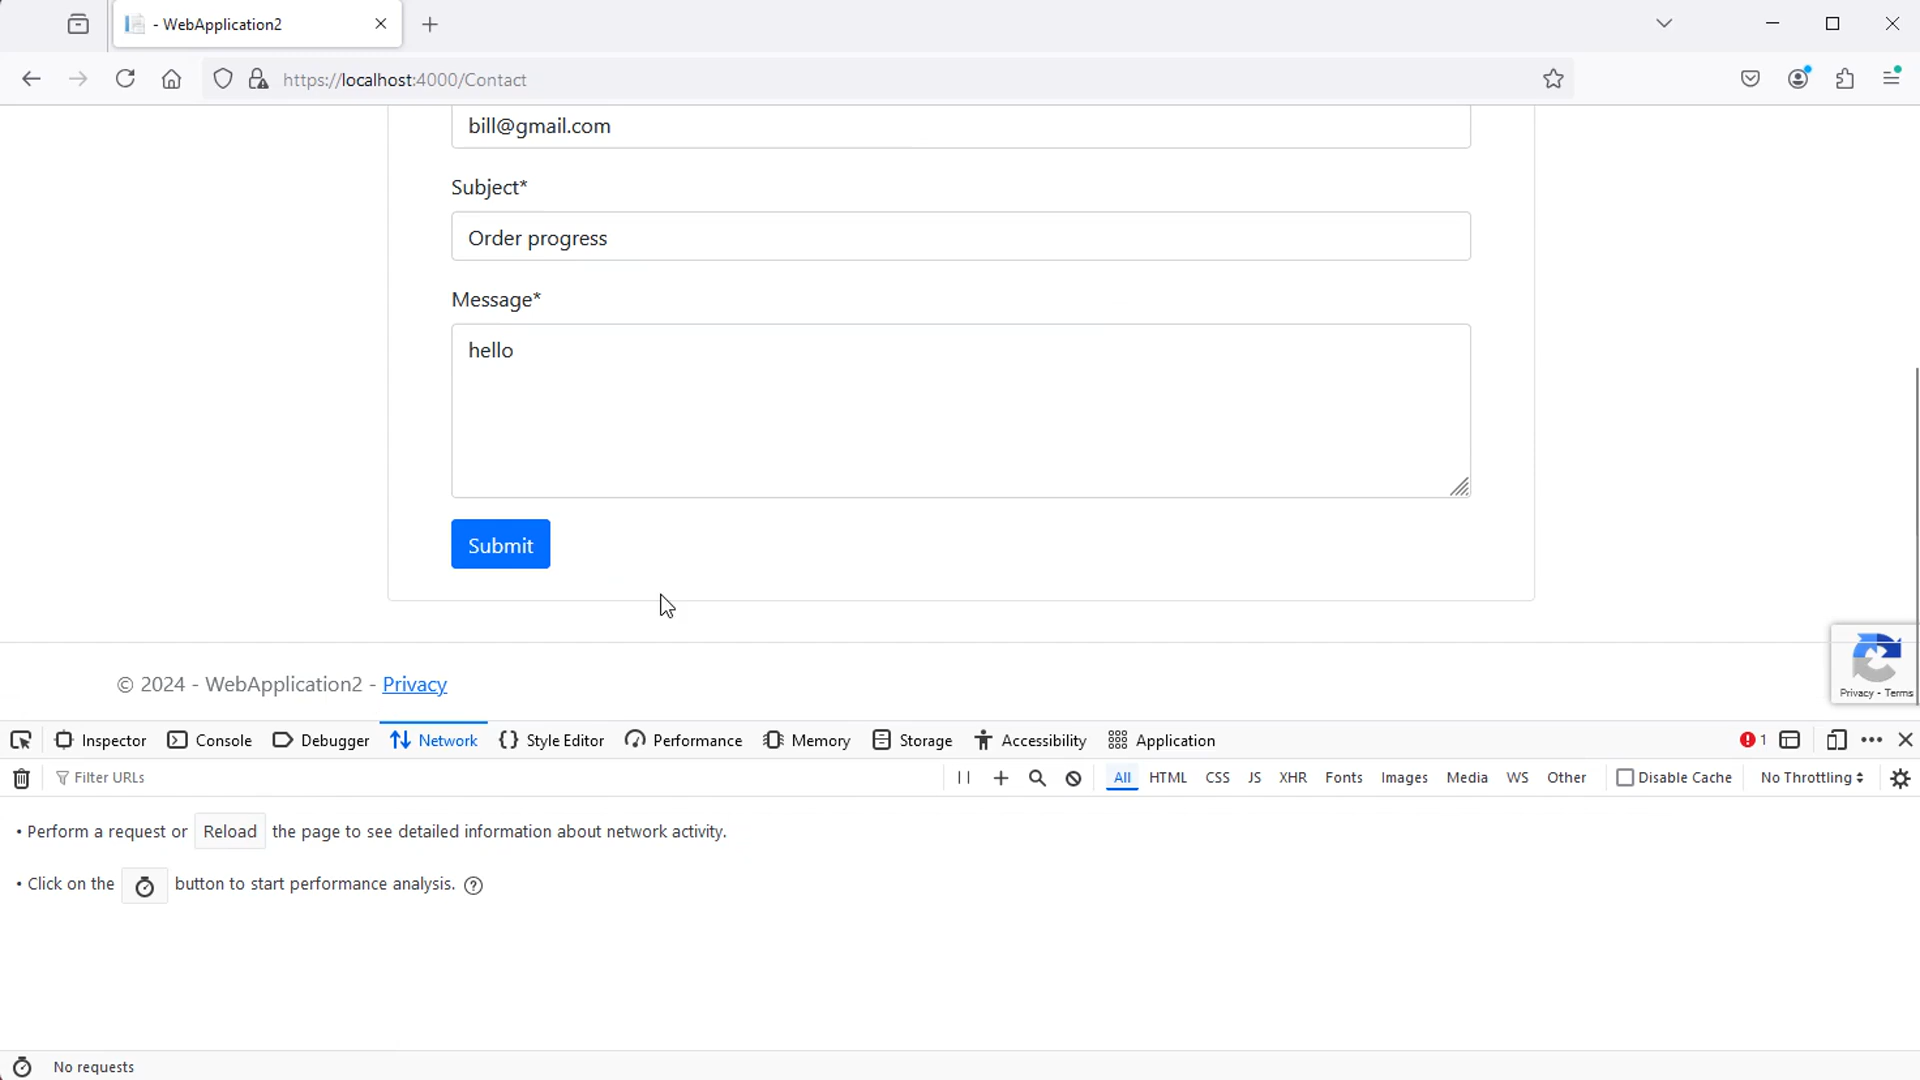 - WebApplication2
https://localhost:4000/Contact
bill@gmail.com
Subject*
Order progress
Message*
hello
Submit
© 2024 - WebApplication2 - Privacy
Privacy - Terms
Inspector Console Debugger Network Style Editor Performance Memory Storage Accessibility Application 1
Filter URLs All HTML CSS JS XHR Fonts Images Media WS Other Disable Cache No Throttling
• Perform a request or Reload the page to see detailed information about network activity.
• Click on the button to start performance analysis. ?
No requests